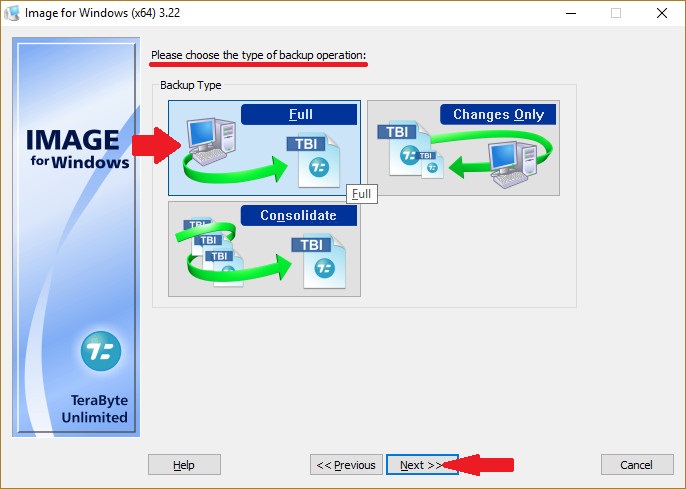 Image for Windows (x64) 3.22
Please choose the type of backup operation:
Backup Type
Full
TBI
Changes Only
TBI
TBI
Full
Consolidate
TBI
TBI
TBI
TBI
IMAGE
for Windows
TeraByte
Unlimited
Help
<< Previous
Next >>
Cancel